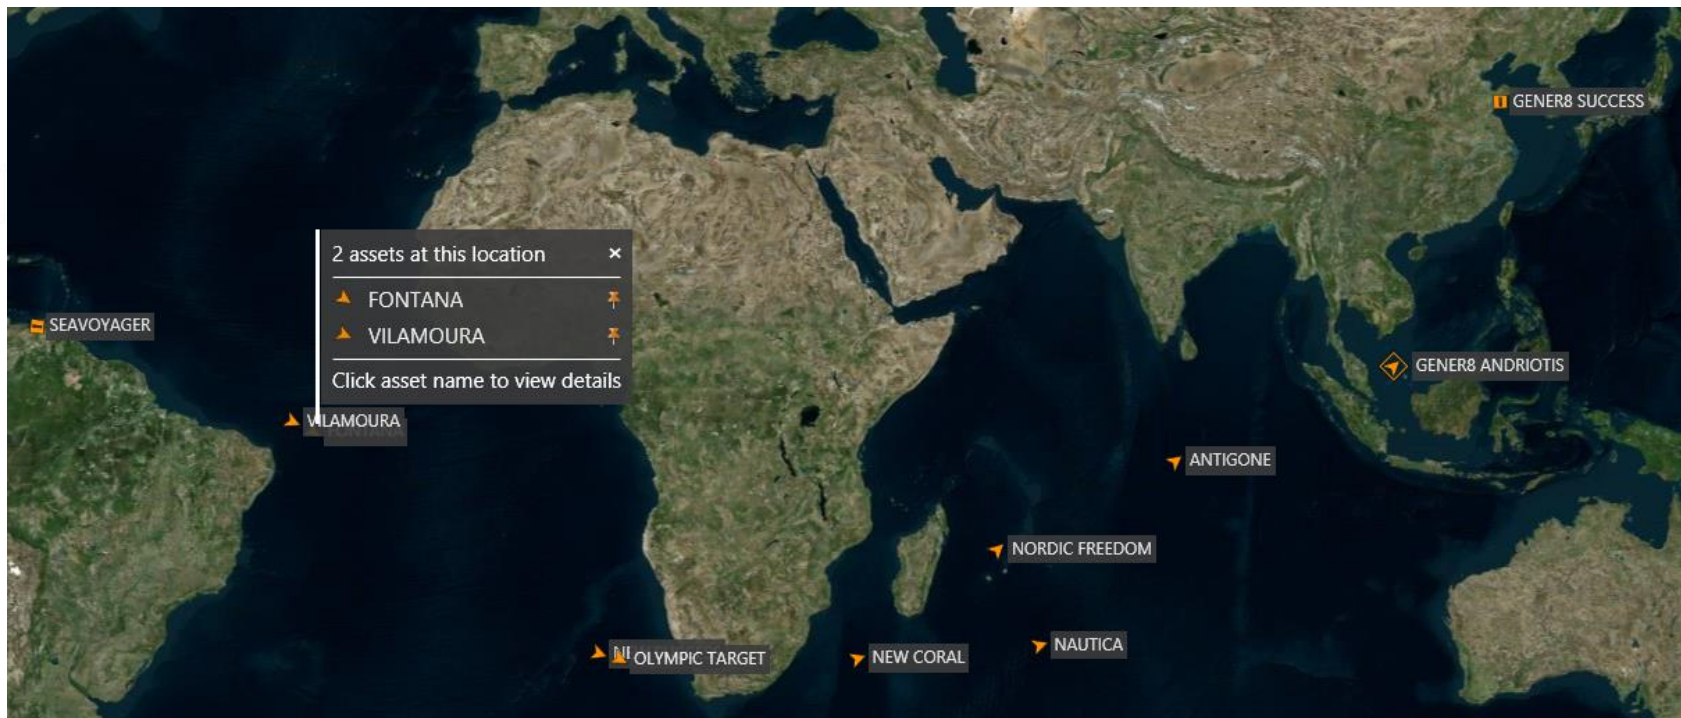 GENER8 SUCCESS
2 assets at this location ×
FONTANA
VILAMOURA
Click asset name to view details
SEAVOYAGER
GENER8 ANDRIOTIS
VILAMOURA
FONTANA
ANTIGONE
NORDIC FREEDOM
NAUTICA
OLYMPIC TARGET
NEW CORAL